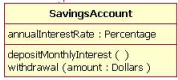 SavingsAccount
annualInterestRate : Percentage
depositMonthlyInterest ( )
withdrawal (amount : Dollars )